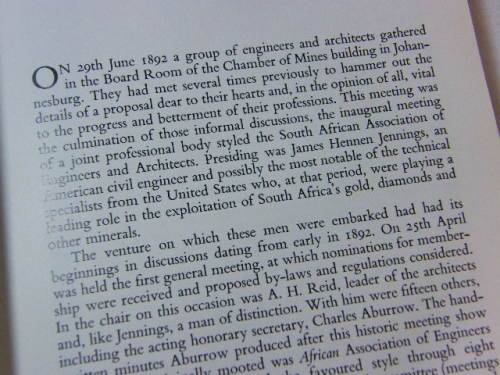 ON 29th June 1892 a group of engineers and architects gathered
in the Board Room of the Chamber of Mines building in Johan-
nesburg. They had met several times previously to hammer out the
details of a proposal dear to their hearts and, in the opinion of all, vital
to the progress and betterment of their professions. This meeting was
the culmination of those informal discussions, the inaugural meeting
of a joint professional body styled the South African Association of
Engineers and Architects. Presiding was James Hennen Jennings, an
American civil engineer and possibly the most notable of the technical
specialists from the United States who, at that period, were playing a
leading role in the exploitation of South Africa's gold, diamonds and
other minerals.
The venture on which these men were embarked had had its
beginnings in discussions dating from early in 1892. On 25th April
was held the first general meeting, at which nominations for member-
ship were received and proposed by-laws and regulations considered.
In the chair on this occasion was A. H. Reid, leader of the architects
and, like Jennings, a man of distinction. With him were fifteen others,
including the acting honorary secretary, Charles Aburrow. The hand-
minutes Aburrow produced after this historic meeting show
mooted was African Association of Engineers
the favoured style through eight
(meetings